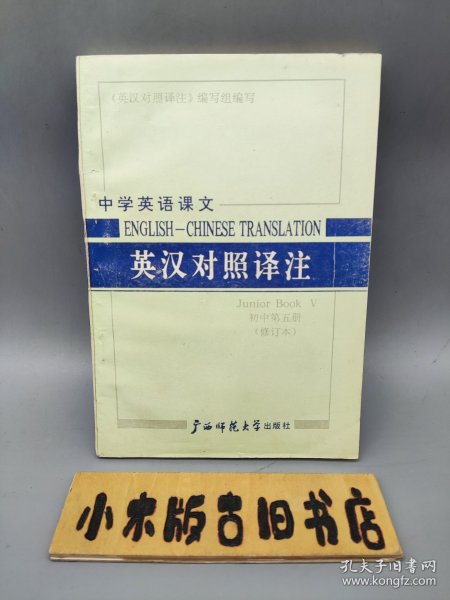 《英汉对照译注》编写组编写
中学英语课文
ENGLISH－CHINESE TRANSLATION
英汉对照译注
Junior Book V
初中第五册
（修订本）
广西师范大学出版社
小木版古旧书店
孔夫子旧书网
www.kongfz.com